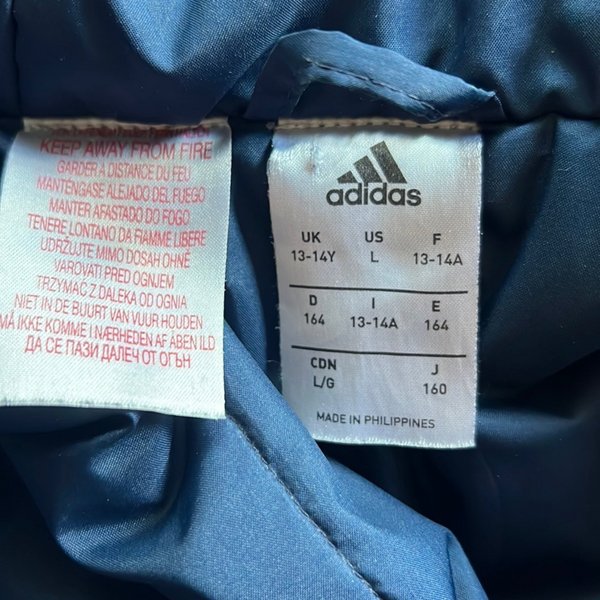 KEEP AWAY FROM FIRE
GARDER A DISTANCE DU FEU
MANTÉNGASE ALEJADO DEL FUEGO
MANTER AFASTADO DO FOGO
TENERE LONTANO DA FIAMME LIBERE
UDRŽUJTE MIMO DOSAH OHNĚ
VAROVATI PRED OGNJEM
TRZYMAĆ Z DALEKA OD OGNIA
NIET IN DE BUURT VAN VUUR HOUDEN
MÅ IKKE KOMME I NÆRHEDEN AF ÅBEN ILD
ДА СЕ ПАЗИ ДАЛЕЧ ОТ ОГЪН
adidas
UK US F
13-14Y L 13-14A
D I E
164 13-14A 164
CDN J
L/G 160
MADE IN PHILIPPINES